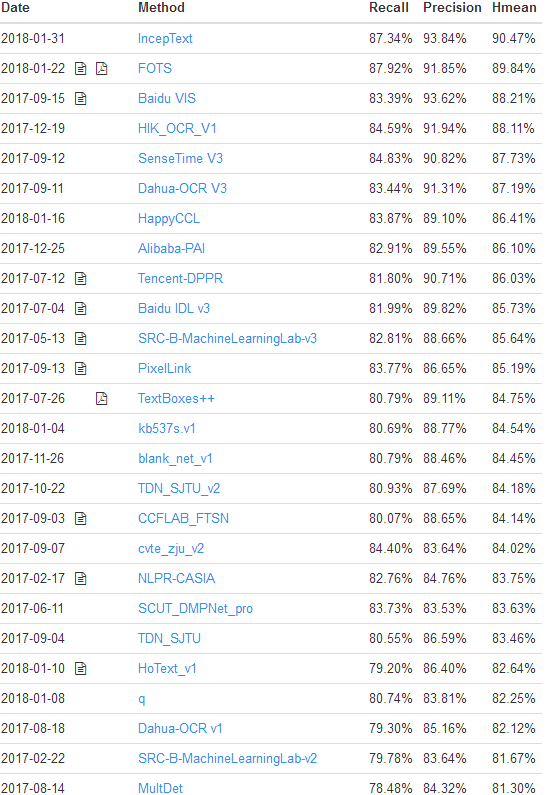 Date Method Recall Precision Hmean
2018-01-31 IncepText 87.34% 93.84% 90.47%
2018-01-22 FOTS 87.92% 91.85% 89.84%
2017-09-15 Baidu VIS 83.39% 93.62% 88.21%
2017-12-19 HIK_OCR_V1 84.59% 91.94% 88.11%
2017-09-12 SenseTime V3 84.83% 90.82% 87.73%
2017-09-11 Dahua-OCR V3 83.44% 91.31% 87.19%
2018-01-16 HappyCCL 83.87% 89.10% 86.41%
2017-12-25 Alibaba-PAI 82.91% 89.55% 86.10%
2017-07-12 Tencent-DPPR 81.80% 90.71% 86.03%
2017-07-04 Baidu IDL v3 81.99% 89.82% 85.73%
2017-05-13 SRC-B-MachineLearningLab-v3 82.81% 88.66% 85.64%
2017-09-13 PixelLink 83.77% 86.65% 85.19%
2017-07-26 TextBoxes++ 80.79% 89.11% 84.75%
2018-01-04 kb537s.v1 80.69% 88.77% 84.54%
2017-11-26 blank_net_v1 80.79% 88.46% 84.45%
2017-10-22 TDN_SJTU_v2 80.93% 87.69% 84.18%
2017-09-03 CCFLAB_FTSN 80.07% 88.65% 84.14%
2017-09-07 cvte_zju_v2 84.40% 83.64% 84.02%
2017-02-17 NLPR-CASIA 82.76% 84.76% 83.75%
2017-06-11 SCUT_DMPNet_pro 83.73% 83.53% 83.63%
2017-09-04 TDN_SJTU 80.55% 86.59% 83.46%
2018-01-10 HoText_v1 79.20% 86.40% 82.64%
2018-01-08 q 80.74% 83.81% 82.25%
2017-08-18 Dahua-OCR v1 79.30% 85.16% 82.12%
2017-02-22 SRC-B-MachineLearningLab-v2 79.78% 83.64% 81.67%
2017-08-14 MultDet 78.48% 84.32% 81.30%